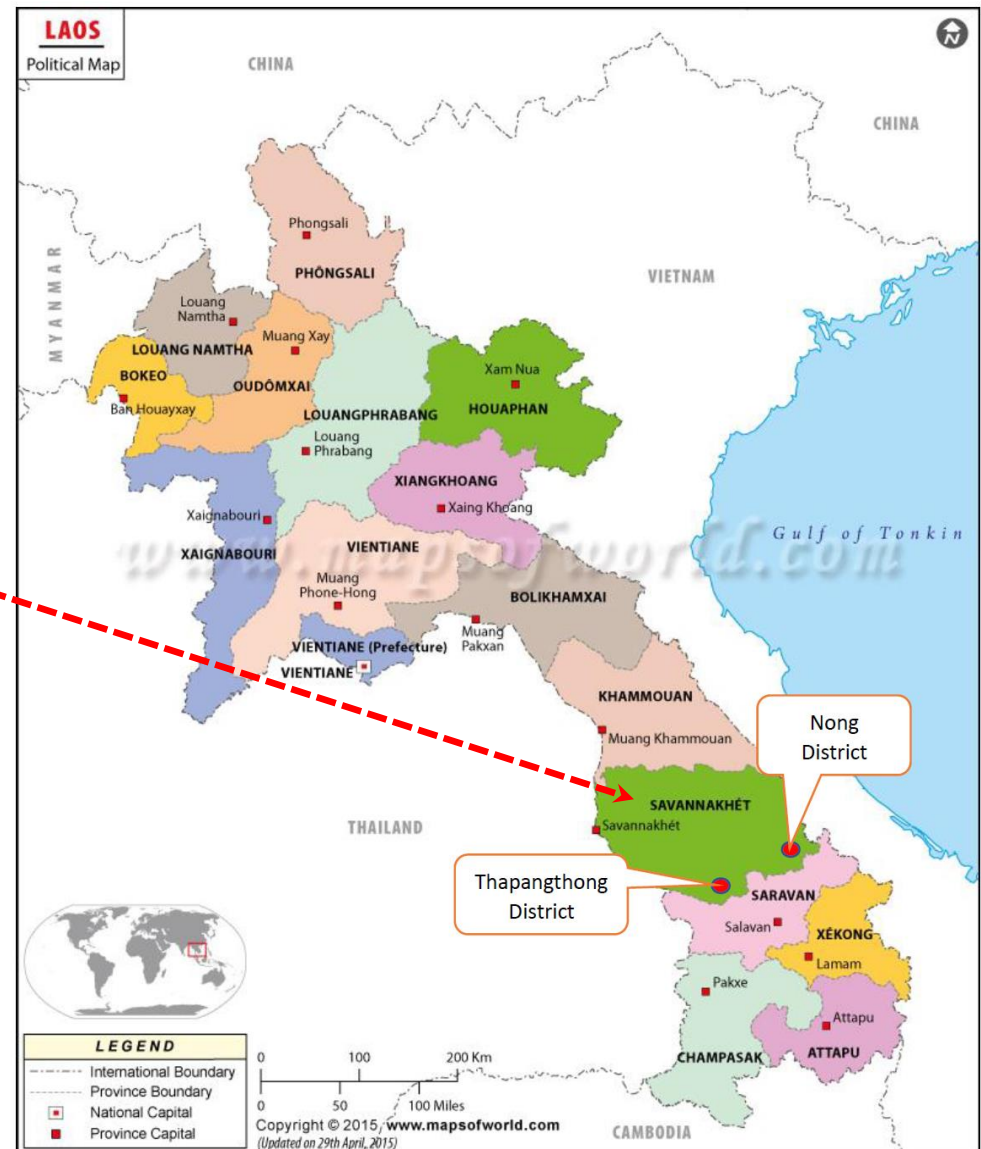 LAOS
Political Map
N
CHINA
CHINA
MYANMAR
VIETNAM
Phongsali
PHÔNGSALI
Louang
Namtha
LOUANG NAMTHA
Muang Xay
OUDÔMXAI
BOKEO
Ban Houayxay
LOUANGPHRABANG
Louang
Phrabang
Xam Nua
HOUAPHAN
XIANGKHOANG
Xaing Khoang
Xaignabouri
XAIGNABOURI
Gulf of Tonkin
www.mapsofworld.com
VIENTIANE
Muang
Phone-Hong
BOLIKHAMXAI
Muang
Pakxan
VIENTIANE (Prefecture)
VIENTIANE
KHAMMOUAN
Muang Khammouan
Nong
District
SAVANNAKHÉT
Savannakhét
THAILAND
Thapangthong
District
SARAVAN
Salavan
XÉKONG
Lamam
Pakxe
Attapu
CHAMPASAK
ATTAPU
CAMBODIA
LEGEND
International Boundary
Province Boundary
National Capital
Province Capital
0 100 200 Km
0 50 100 Miles
Copyright © 2015, www.mapsofworld.com
(Updated on 29th April, 2015)